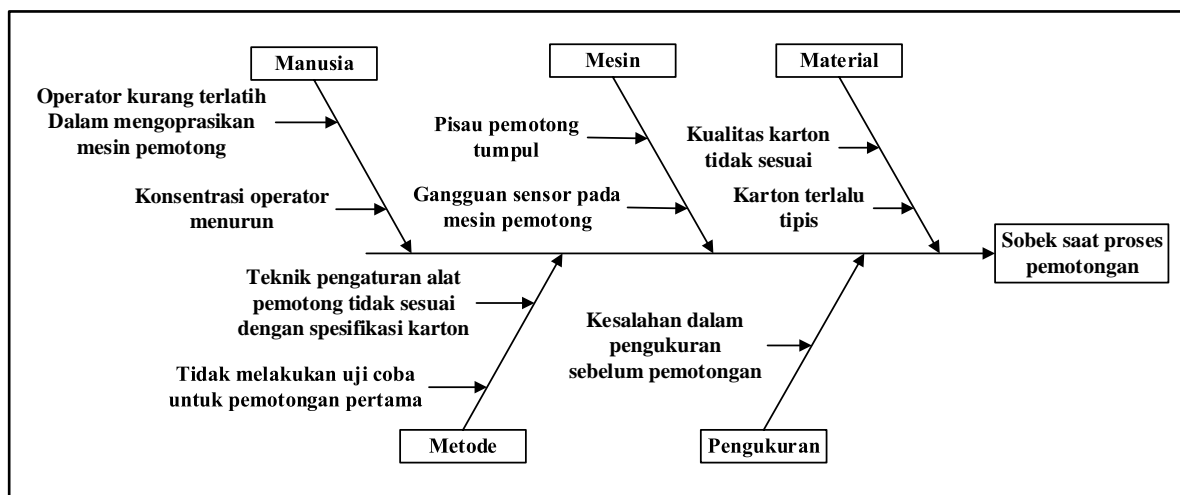 Manusia
Mesin
Material
Operator kurang terlatih
Dalam mengoprasikan
mesin pemotong
Konsentrasi operator
menurun
Pisau pemotong
tumpul
Gangguan sensor pada
mesin pemotong
Kualitas karton
tidak sesuai
Karton terlalu
tipis
Sobek saat proses
pemotongan
Teknik pengaturan alat
pemotong tidak sesuai
dengan spesifikasi karton
Tidak melakukan uji coba
untuk pemotongan pertama
Kesalahan dalam
pengukuran
sebelum pemotongan
Metode
Pengukuran